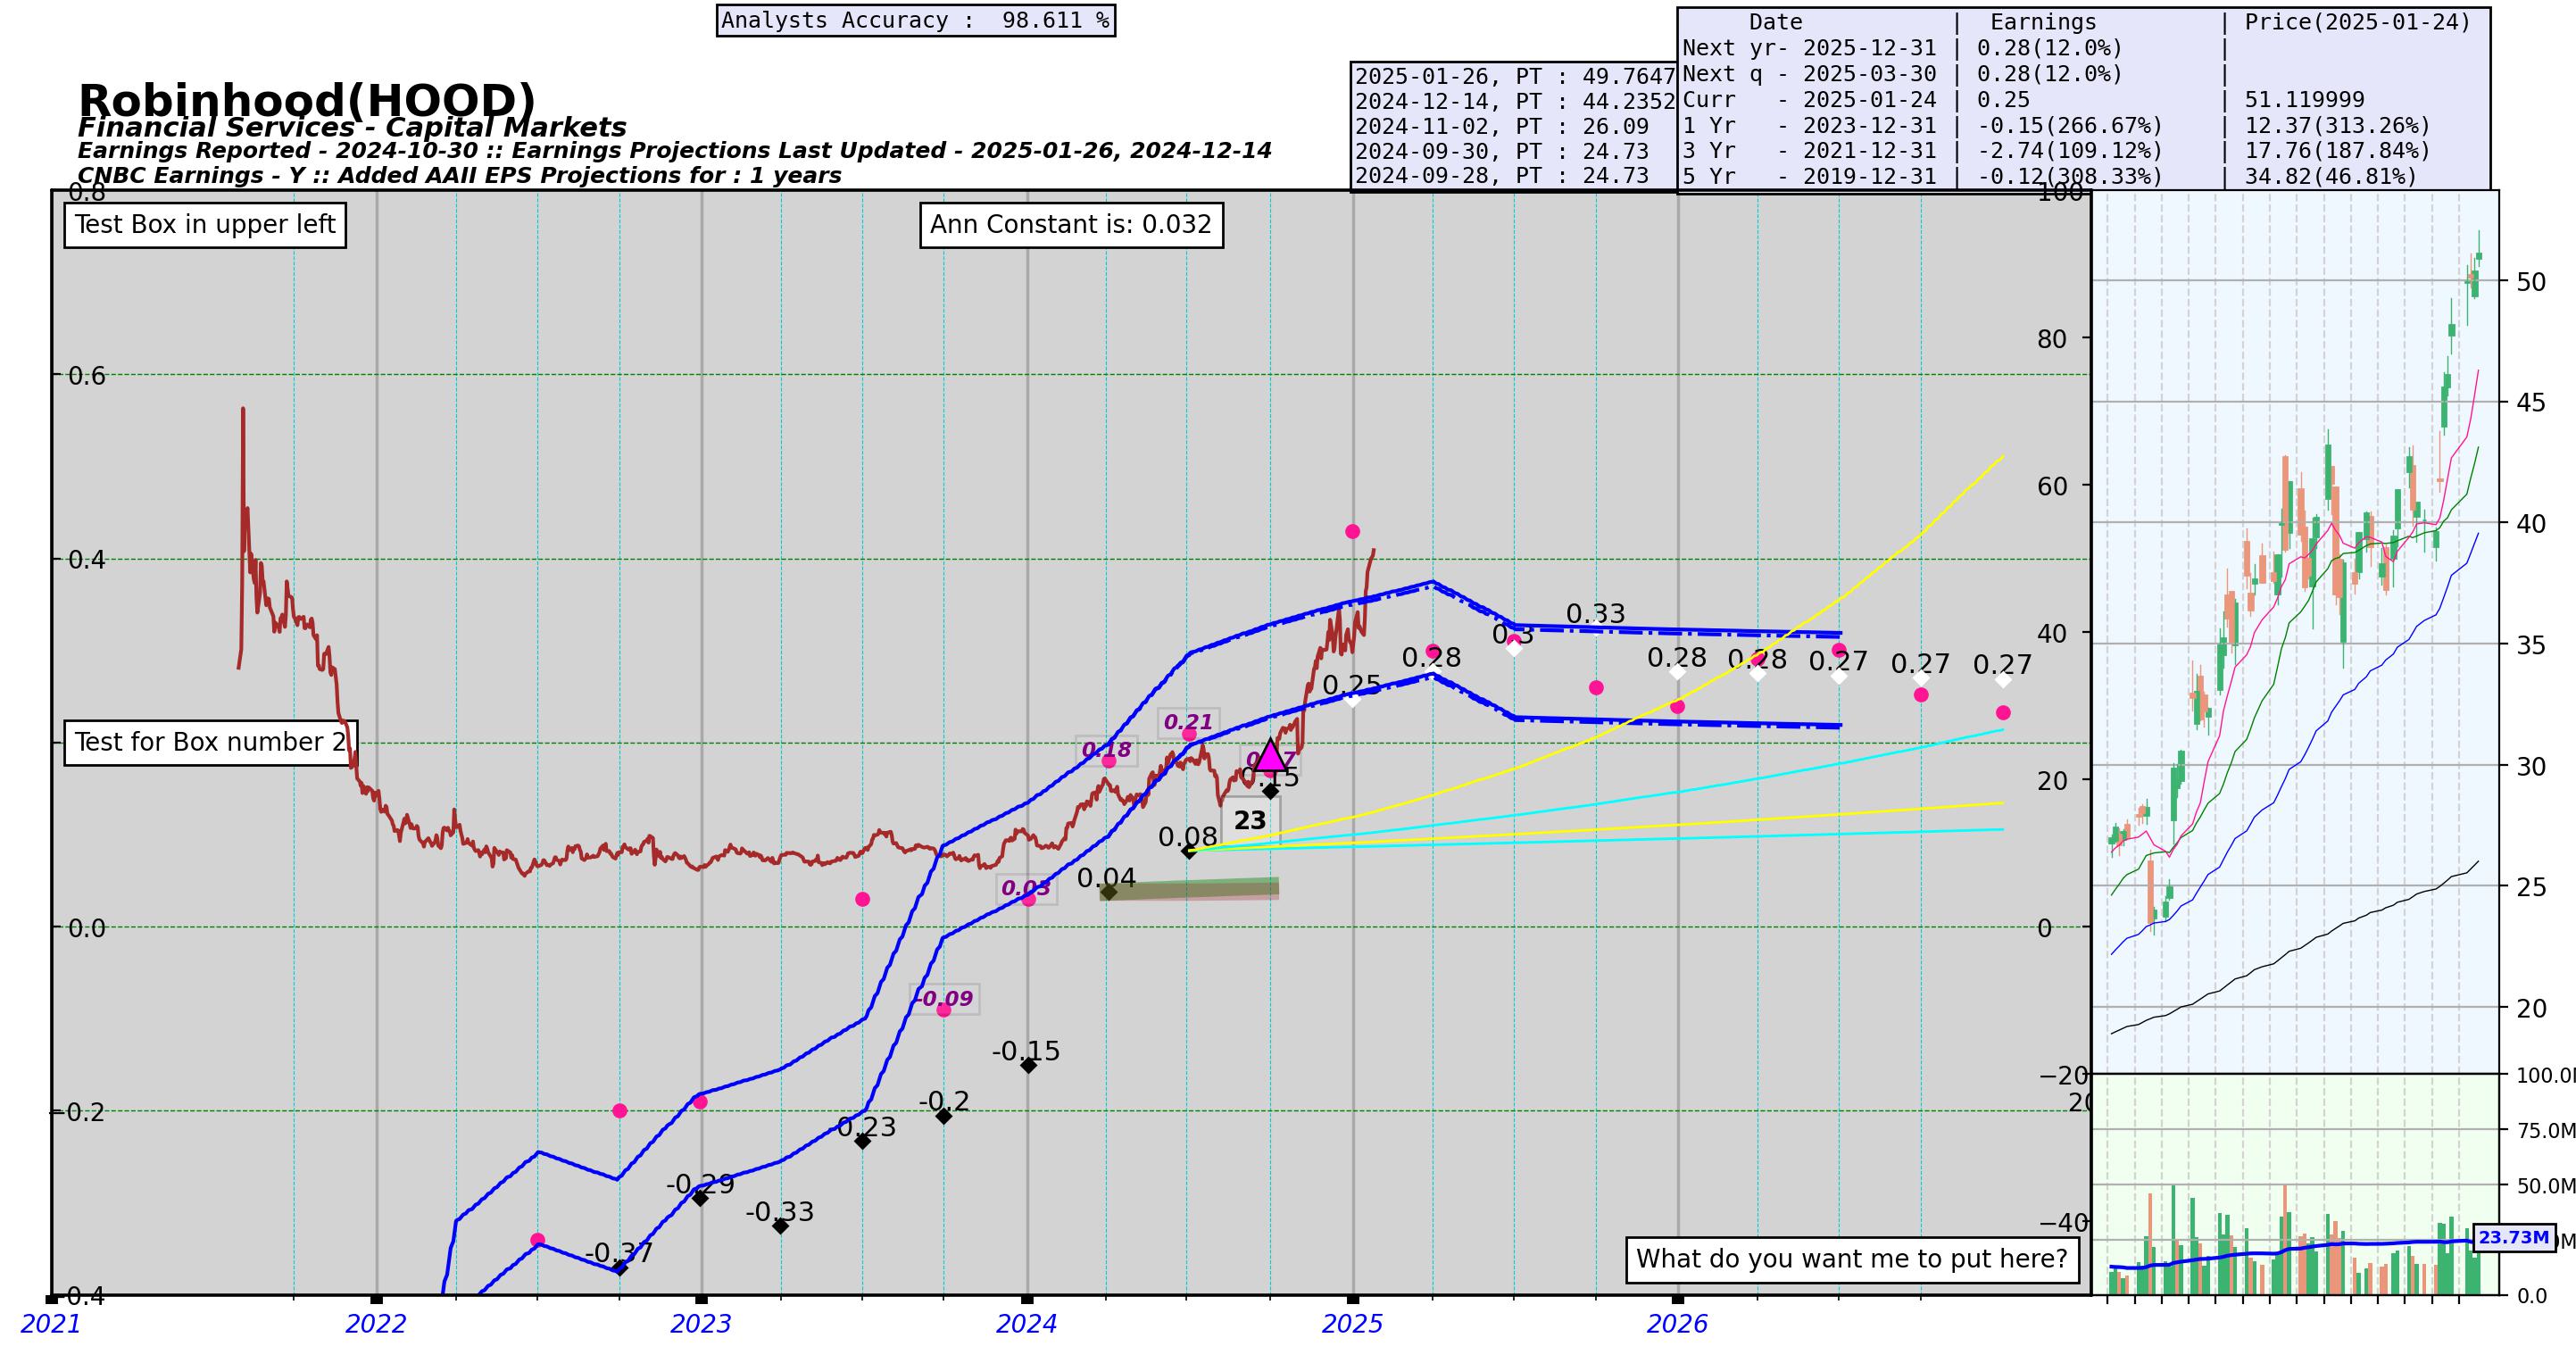 Analysts Accuracy :  98.611 %
Date | Earnings | Price(2025-01-24)
Next yr- 2025-12-31 | 0.28(12.0%) |
Next q - 2025-03-30 | 0.28(12.0%) |
Curr   - 2025-01-24 | 0.25 | 51.119999
1 Yr   - 2023-12-31 | -0.15(266.67%) | 12.37(313.26%)
3 Yr   - 2021-12-31 | -2.74(109.12%) | 17.76(187.84%)
5 Yr   - 2019-12-31 | -0.12(308.33%) | 34.82(46.81%)
2025-01-26, PT : 49.7647
2024-12-14, PT : 44.2352
2024-11-02, PT : 26.09
2024-09-30, PT : 24.73
2024-09-28, PT : 24.73
Robinhood(HOOD)
Financial Services - Capital Markets
Earnings Reported - 2024-10-30 :: Earnings Projections Last Updated - 2025-01-26, 2024-12-14
CNBC Earnings - Y :: Added AAII EPS Projections for : 1 years
0.8
100
Test Box in upper left
Ann Constant is: 0.032
50
80
0.6
45
60
40
0.4
0.33
0.3
40
35
0.28
0.28
0.28
0.27
0.27
0.27
0.25
0.21
0.18
Test for Box number 2
30
0.15
20
23
0.08
0.04
0.03
25
0.0
0
-0.09
20
-0.15
−20
100.0
-0.2
−0.2
20
0.23
75.0M
-0.29
50.0M
-0.33
−40
23.73M
-0.37
What do you want me to put here?
−0.4
0.0
2021
2022
2023
2024
2025
2026